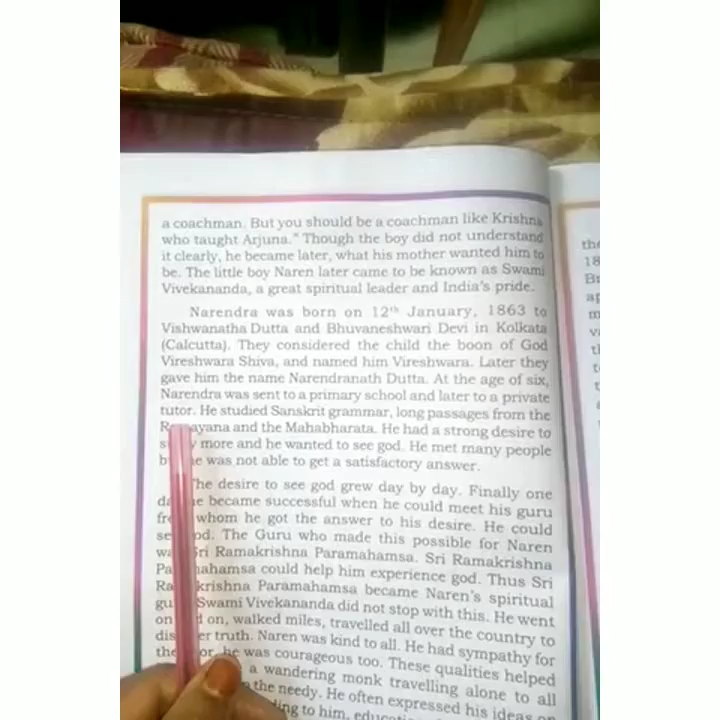 a coachman. But you should be a coachman like Krishna
who taught Arjuna." Though the boy did not understand
it clearly, he became later, what his mother wanted him to
be. The little boy Naren later came to be known as Swami
Vivekananda, a great spiritual leader and India's pride.
Narendra was born on 12th January, 1863 to
Vishwanatha Dutta and Bhuvaneshwari Devi in Kolkata
(Calcutta). They considered the child the boon of God
Vireshwara Shiva, and named him Vireshwara. Later they
gave him the name Narendranath Dutta. At the age of six,
Narendra was sent to a primary school and later to a private
tutor. He studied Sanskrit grammar, long passages from the
and the Mahabharata. He had a strong desire to
more and he wanted to see god. He met many people
he was not able to get a satisfactory answer.
The desire to see god grew day by day. Finally one
he became successful when he could meet his guru
whom he got the answer to his desire. He could
god. The Guru who made this possible for Naren
Sri Ramakrishna Paramahamsa. Sri Ramakrishna
could help him experience god. Thus Sri
Paramahamsa became Naren's spiritual
Swami Vivekananda did not stop with this. He went
on, walked miles, travelled all over the country to
truth. Naren was kind to all. He had sympathy for
he was courageous too. These qualities helped
a wandering monk travelling alone to all
the needy. He often expressed his ideas on
to him,
the
18